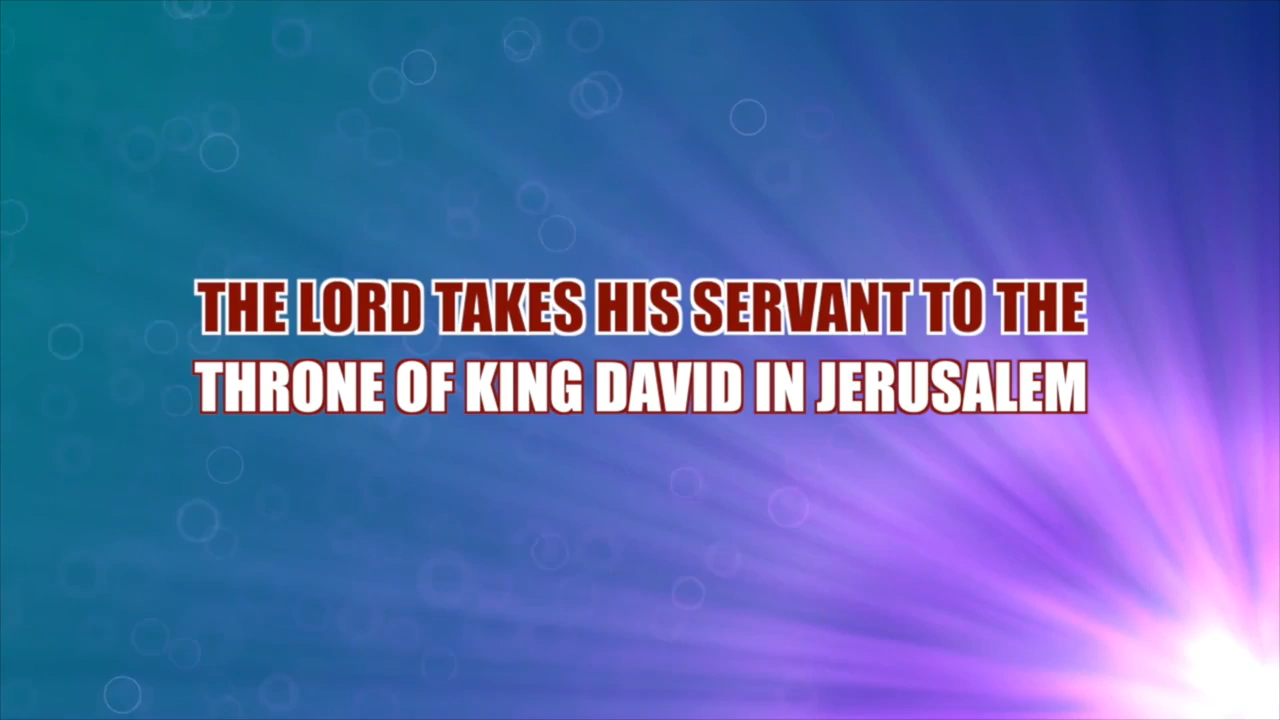 THE LORD TAKES HIS SERVANT TO THE
THRONE OF KING DAVID IN JERUSALEM